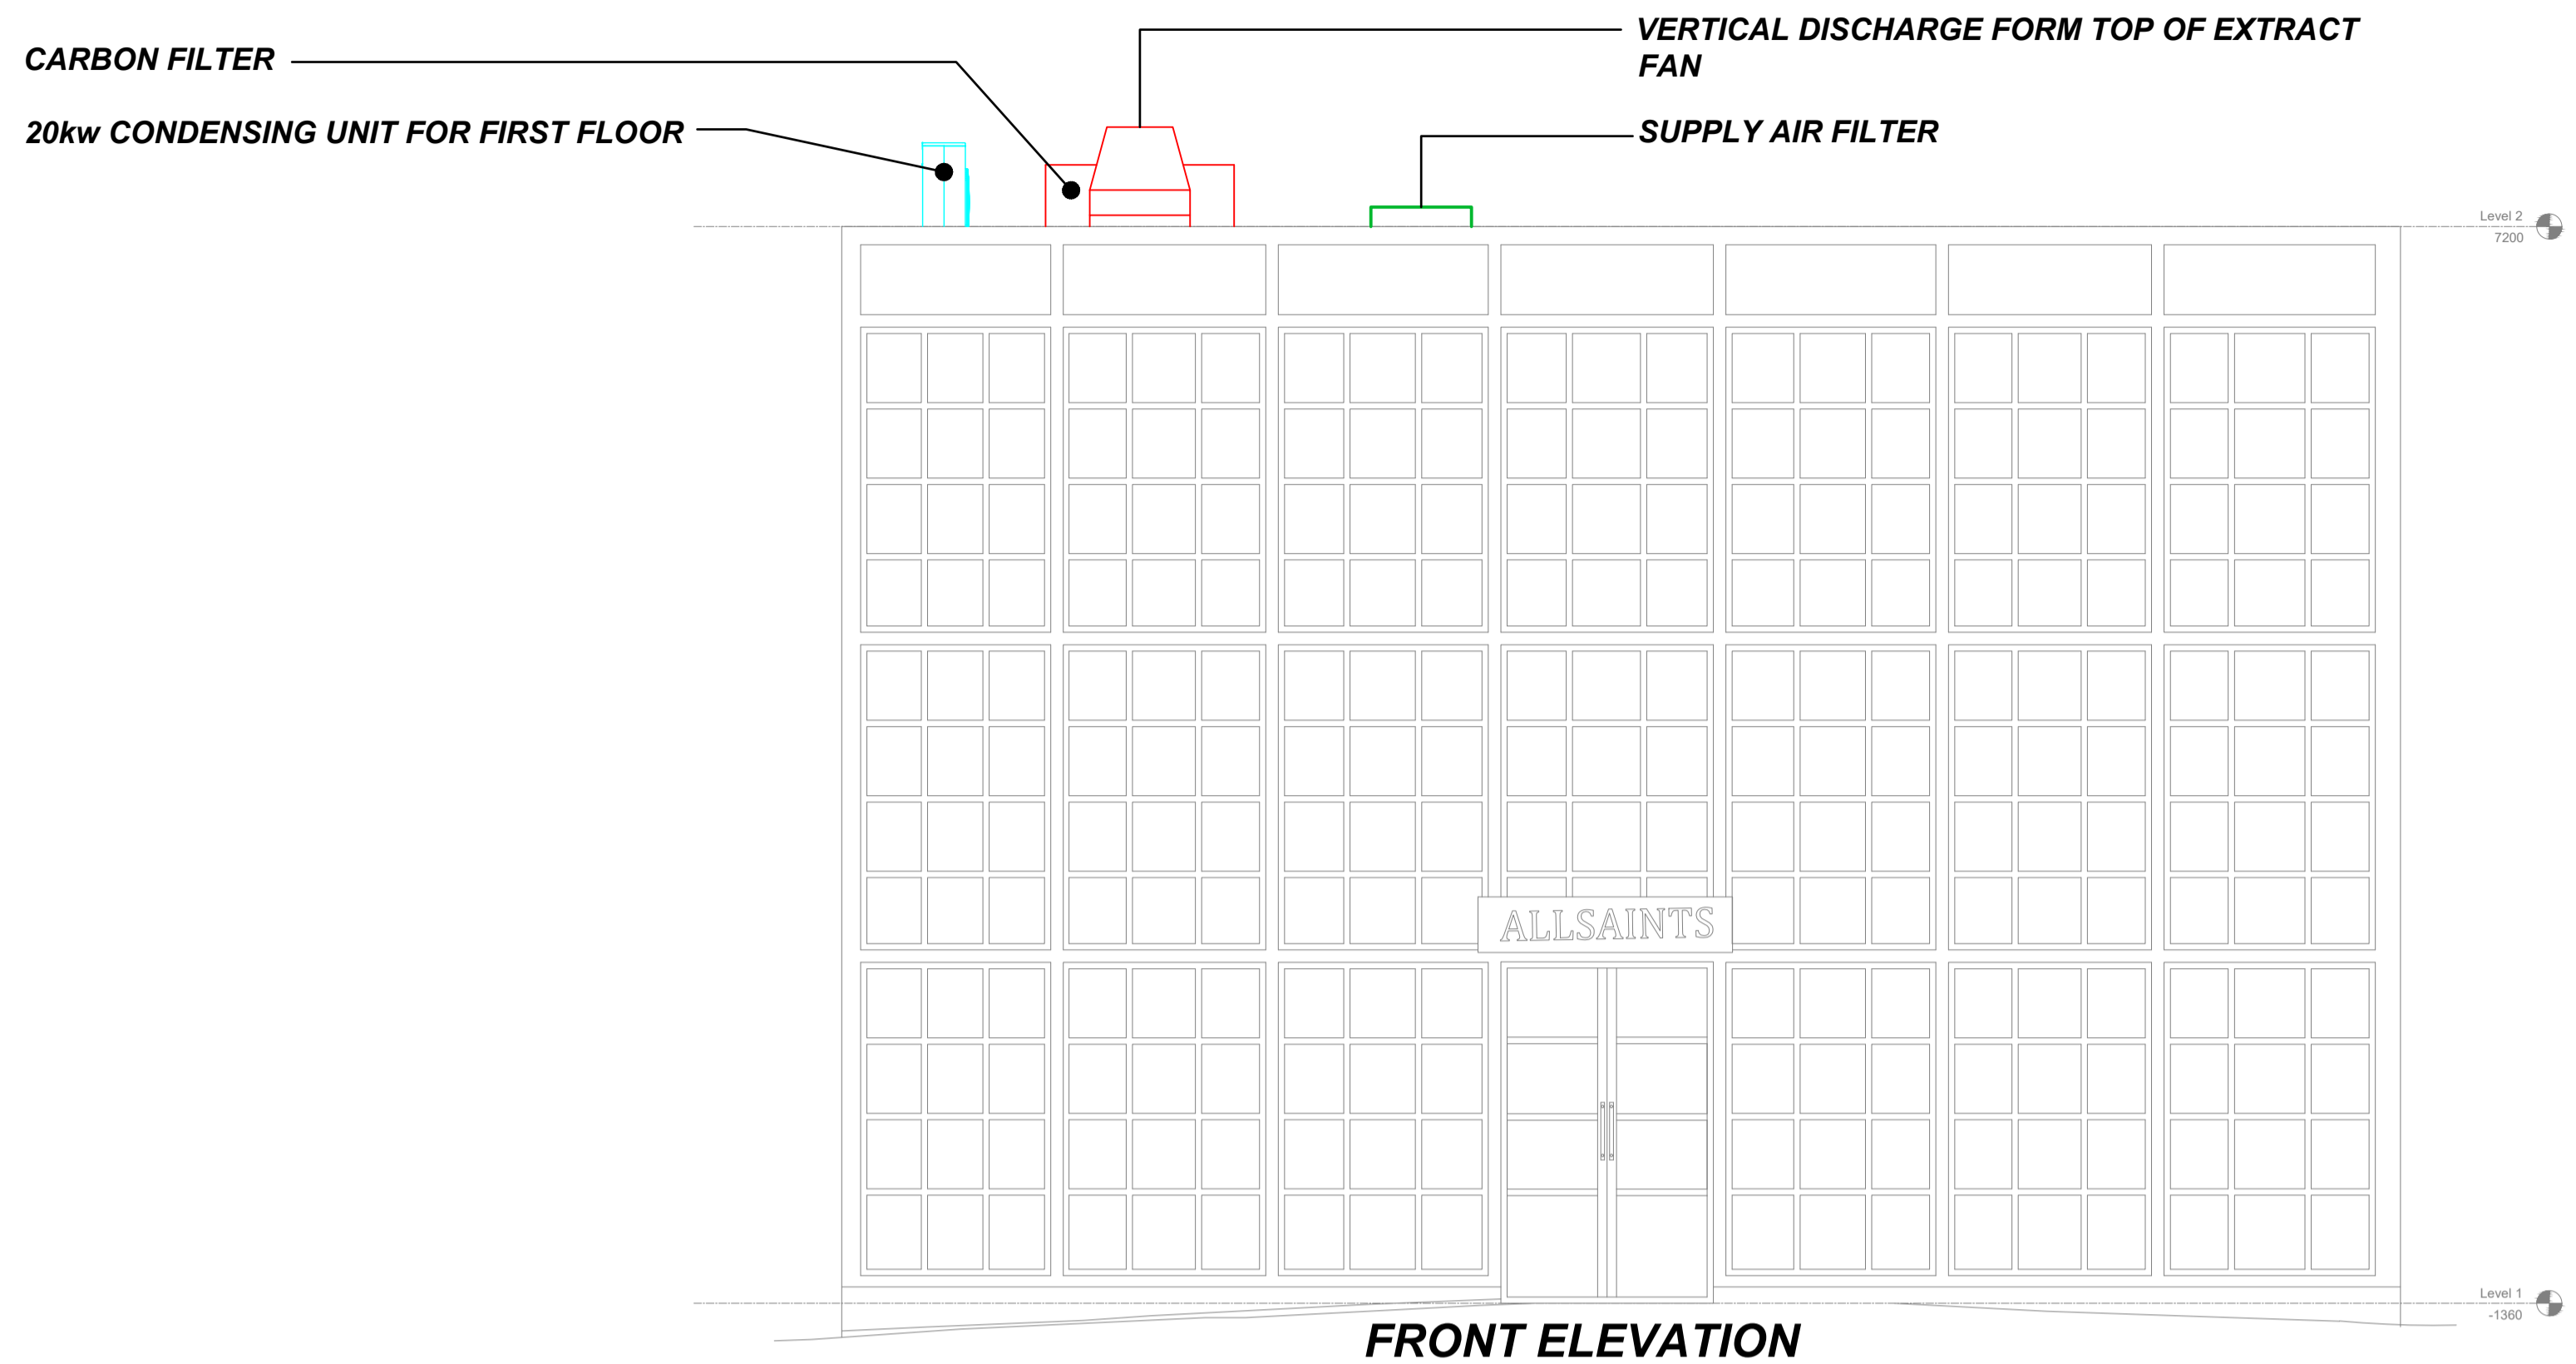 VERTICAL DISCHARGE FORM TOP OF EXTRACT
FAN
CARBON FILTER
20kw CONDENSING UNIT FOR FIRST FLOOR
SUPPLY AIR FILTER
Level 2
7200
ALLSAINTS
Level 1
-1360
FRONT ELEVATION